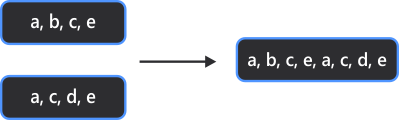 a, b, c, e
a, c, d, e
a, b, c, e, a, c, d, e